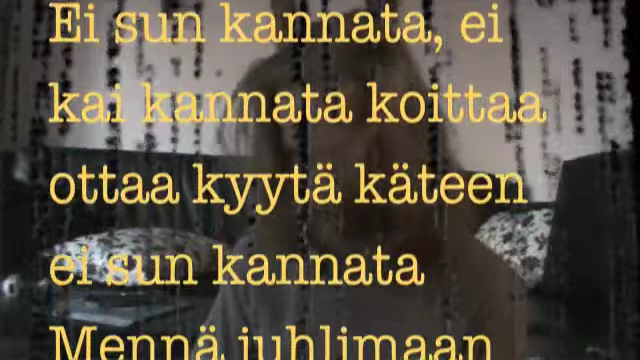 Ei sun kannata, ei
kai kannata koittaa
ottaa kyytä käteen
ei sun kannata
Mennä juhlimaan